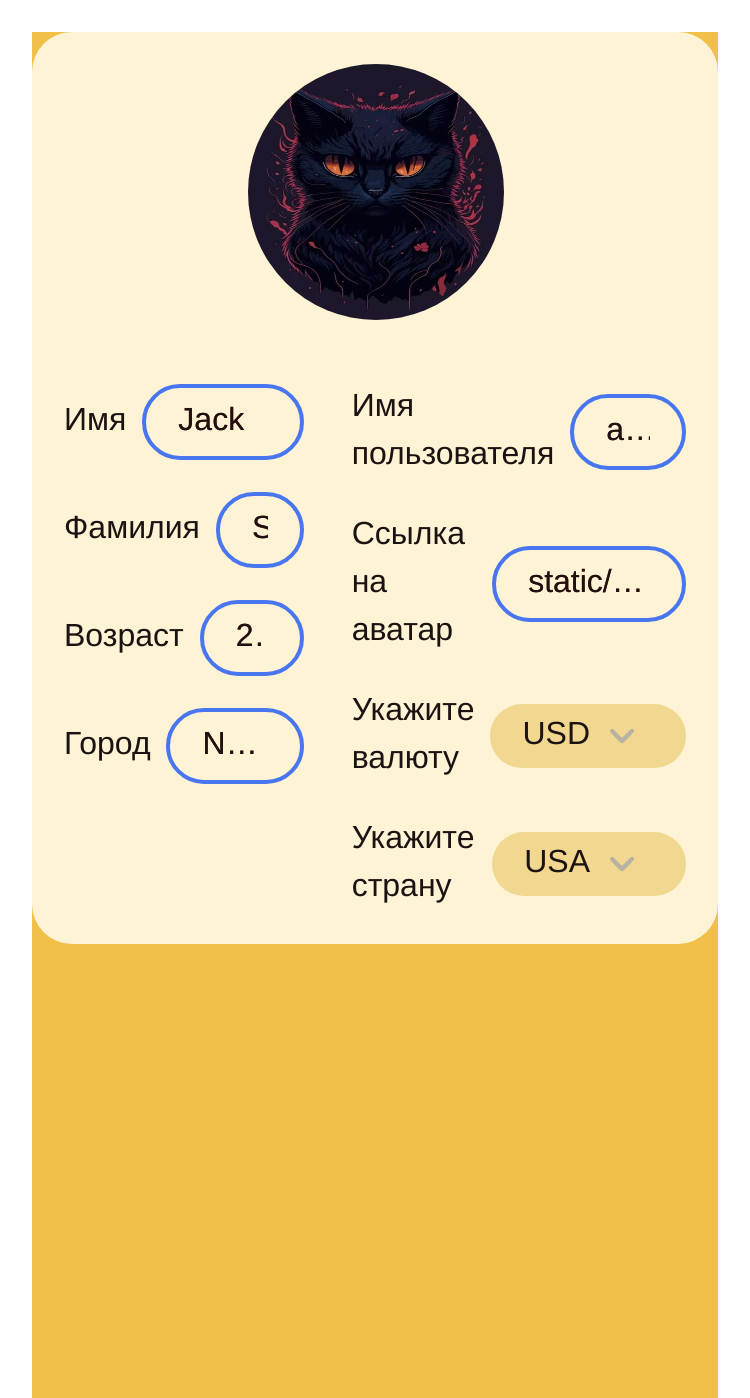 Имя Jack
Фамилия S
Возраст 2.
Город N...
Имя
пользователя a...
Ссылка
на
аватар static/...
Укажите
валюту USD
Укажите
страну USA